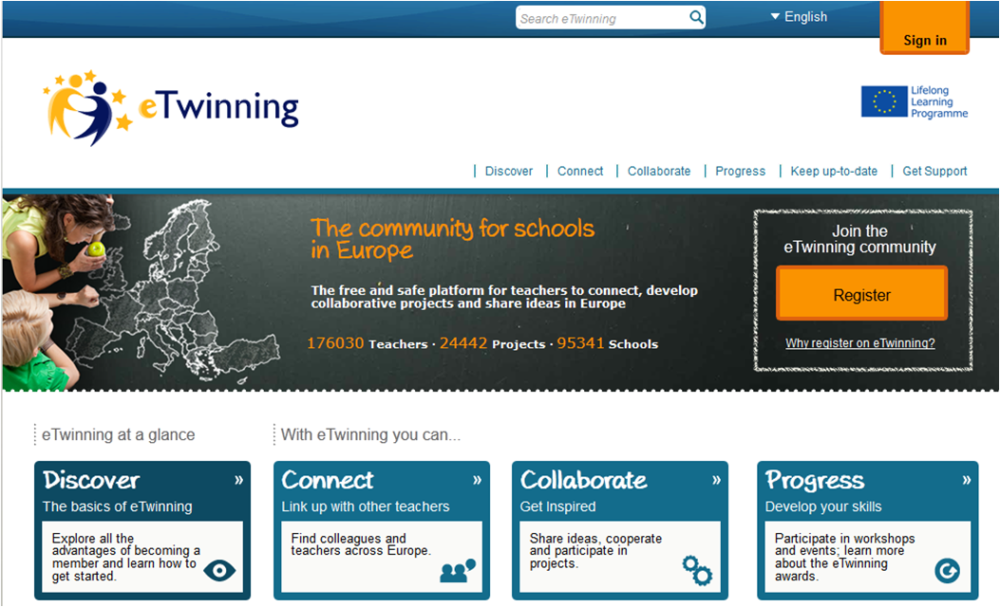 Search eTwinning
English
Sign in
eTwinning
Lifelong
Learning
Programme
Discover
Connect
Collaborate
Progress
Keep up-to-date
Get Support
The community for schools
in Europe
The free and safe platform for teachers to connect, develop
collaborative projects and share ideas in Europe
176030 Teachers · 24442 Projects · 95341 Schools
Join the
eTwinning community
Register
Why register on eTwinning?
eTwinning at a glance
With eTwinning you can...
Discover »
The basics of eTwinning
Explore all the
advantages of becoming a
member and learn how to
get started.
Connect »
Link up with other teachers
Find colleagues and
teachers across Europe.
Collaborate »
Get Inspired
Share ideas, cooperate
and participate in
projects.
Progress »
Develop your skills
Participate in workshops
and events; learn more
about the eTwinning
awards.